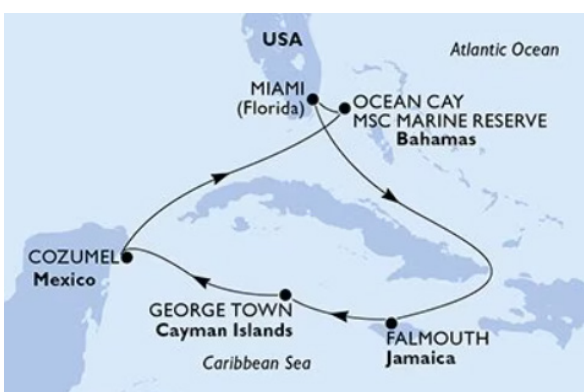 USA
Atlantic Ocean
MIAMI
(Florida)
OCEAN CAY
MSC MARINE RESERVE
Bahamas
COZUMEL
Mexico
GEORGE TOWN
Cayman Islands
FALMOUTH
Jamaica
Caribbean Sea